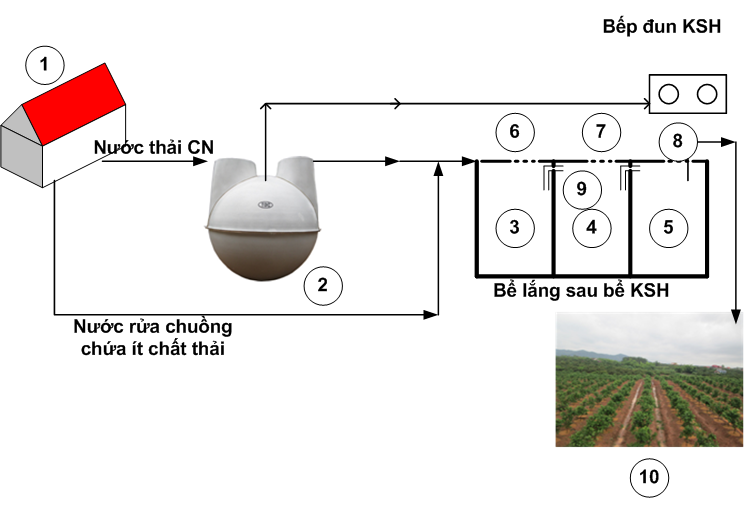 Bếp đun KSH
1
6
7
8
Nước thải CN
9
3
4
5
2
Bể lắng sau bể KSH
Nước rửa chuồng
chứa ít chất thải
10